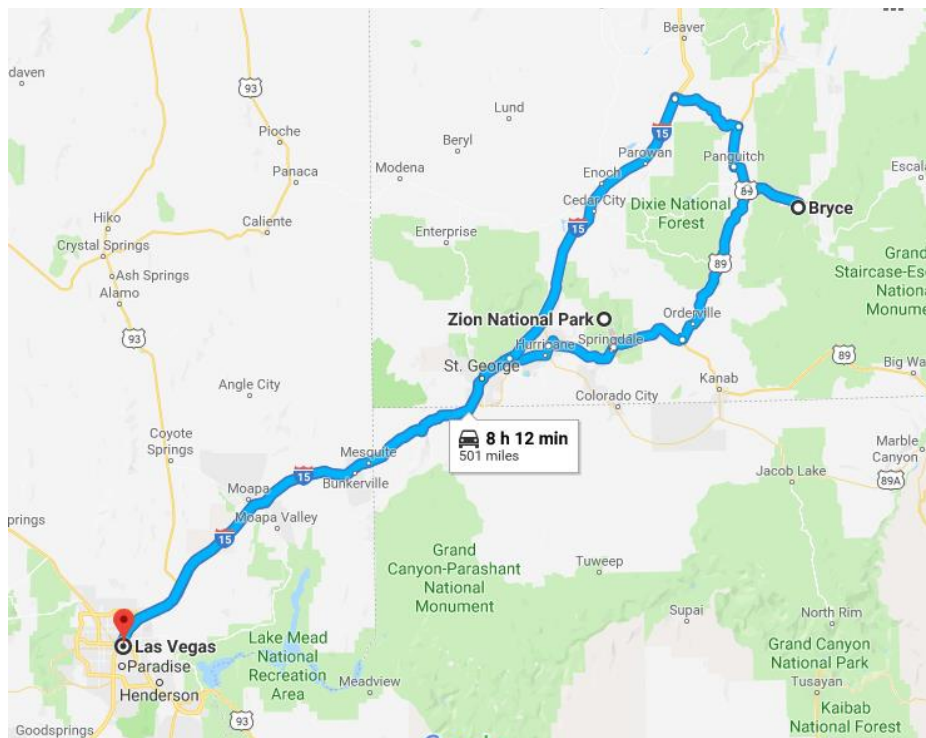 Beaver
daven
93
Lund
Pioche
Beryl
15
Parowan
Panguitch
Panaca
Modena
Enoch
89
Escala
Cedar City
Dixie National
Forest
Bryce
Hiko
Caliente
Enterprise
15
Crystal Springs
Grand
Staircase-Esc
National
Monume
89
Ash Springs
Alamo
Zion National Park
Orderville
93
Hurricane
Springdale
St. George
89
Big Wa
Angle City
Kanab
Colorado City
Coyote
Springs
8 h 12 min
501 miles
Mesquite
Bunkerville
Marble
Canyon
15
Jacob Lake
89A
Moapa
Moapa Valley
prings
15
Grand
Canyon-Parashant
National
Monument
Tuweep
Supai
North Rim
Las Vegas
Paradise
Henderson
Lake Mead
National
Recreation
Area
Meadview
Grand Canyon
National Park
Tusayan
Kaibab
National Forest
93
Goodsprings